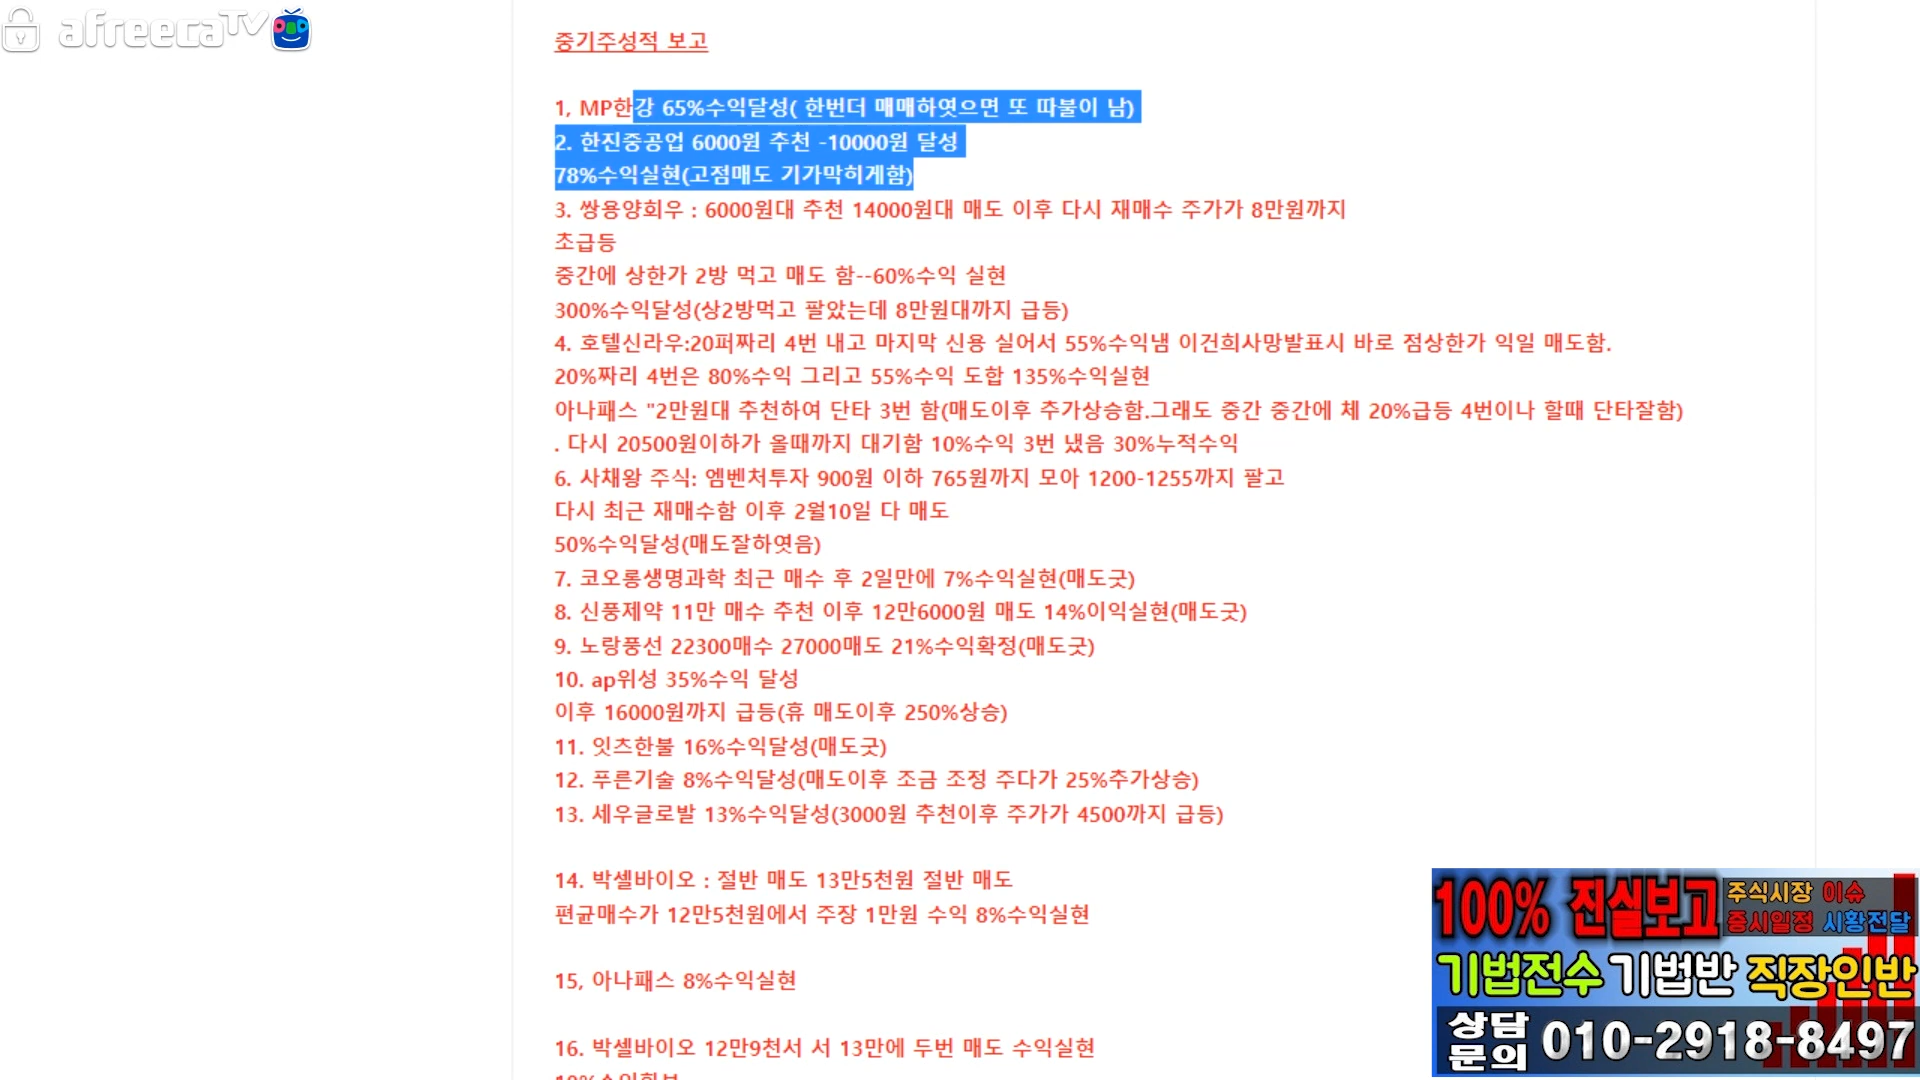 afreecaTV
중기주성적 보고
1, MP한강 65%수익달성( 한번더 매매하엿으면 또 따불이 남)
2. 한진중공업 6000원 추천 -10000원 달성
78%수익실현(고점매도 기가막히게함)
3. 쌍용양회우 : 6000원대 추천 14000원대 매도 이후 다시 재매수 주가가 8만원까지
초급등
중간에 상한가 2방 먹고 매도 함--60%수익 실현
300%수익달성(상2방먹고 팔았는데 8만원대까지 급등)
4. 호텔신라우:20퍼짜리 4번 내고 마지막 신용 실어서 55%수익냄 이건희사망발표시 바로 점상한가 익일 매도함.
20%짜리 4번은 80%수익 그리고 55%수익 도합 135%수익실현
아나패스 "2만원대 추천하여 단타 3번 함(매도이후 추가상승함.그래도 중간 중간에 체 20%급등 4번이나 할때 단타잘함)
. 다시 20500원이하가 올때까지 대기함 10%수익 3번 냈음 30%누적수익
6. 사채왕 주식: 엠벤처투자 900원 이하 765원까지 모아 1200-1255까지 팔고
다시 최근 재매수함 이후 2월10일 다 매도
50%수익달성(매도잘하엿음)
7. 코오롱생명과학 최근 매수 후 2일만에 7%수익실현(매도굿)
8. 신풍제약 11만 매수 추천 이후 12만6000원 매도 14%이익실현(매도굿)
9. 노랑풍선 22300매수 27000매도 21%수익확정(매도굿)
10. ap위성 35%수익 달성
이후 16000원까지 급등(휴 매도이후 250%상승)
11. 잇츠한불 16%수익달성(매도굿)
12. 푸른기술 8%수익달성(매도이후 조금 조정 주다가 25%추가상승)
13. 세우글로발 13%수익달성(3000원 추천이후 주가가 4500까지 급등)
14. 박셀바이오 : 절반 매도 13만5천원 절반 매도
편균매수가 12만5천원에서 주장 1만원 수익 8%수익실현
15, 아나패스 8%수익실현
16. 박셀바이오 12만9천서 서 13만에 두번 매도 수익실현
100% 진실보고 주식시장 이슈
증시일정 시황전달
기법전수 기법반 직장인반
상담
문의 010-2918-8497